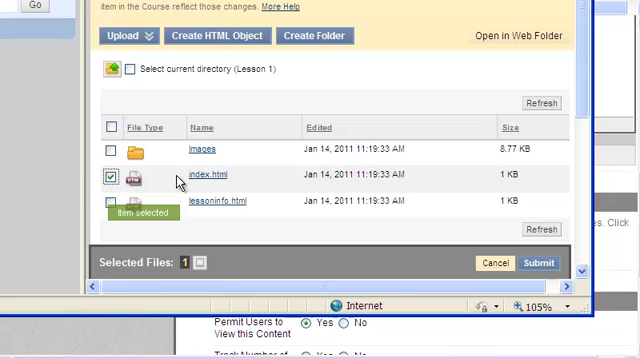 Go
item in the Course reflect those changes. More Help
Upload Create HTML Object Create Folder Open in Web Folder
Select current directory (Lesson 1)
Refresh
File Type Name Edited Size
Images Jan 14, 2011 11:19:33 AM 8.77 KB
index.html Jan 14, 2011 11:19:33 AM 1 KB
lessoninfo.html Jan 14, 2011 11:19:33 AM 1 KB
Item selected
Refresh
es. Click
Selected Files: 1 Cancel Submit
Internet 105%
Permit Users to Yes No
View this Content
Track Number of